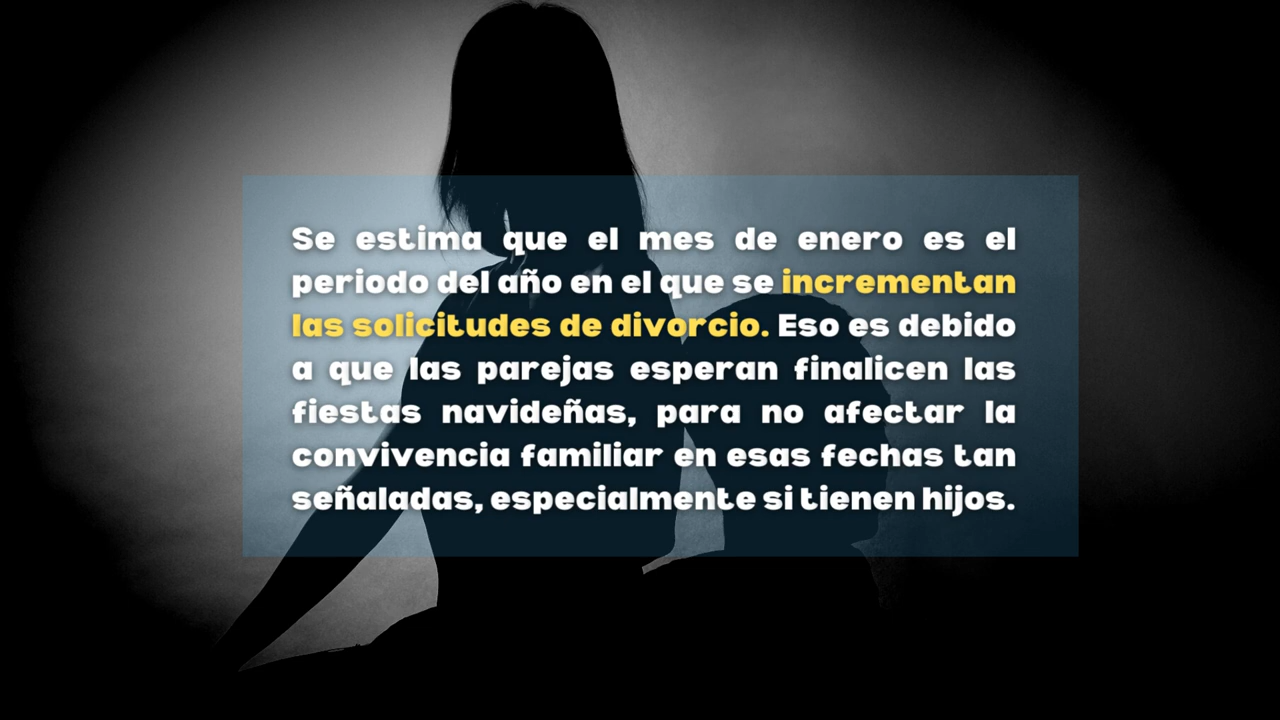 Se estima que el mes de enero es el
periodo del año en el que se incrementan
las solicitudes de divorcio. Eso es debido
a que las parejas esperan finalicen las
fiestas navideñas, para no afectar la
convivencia familiar en esas fechas tan
señaladas, especialmente si tienen hijos.